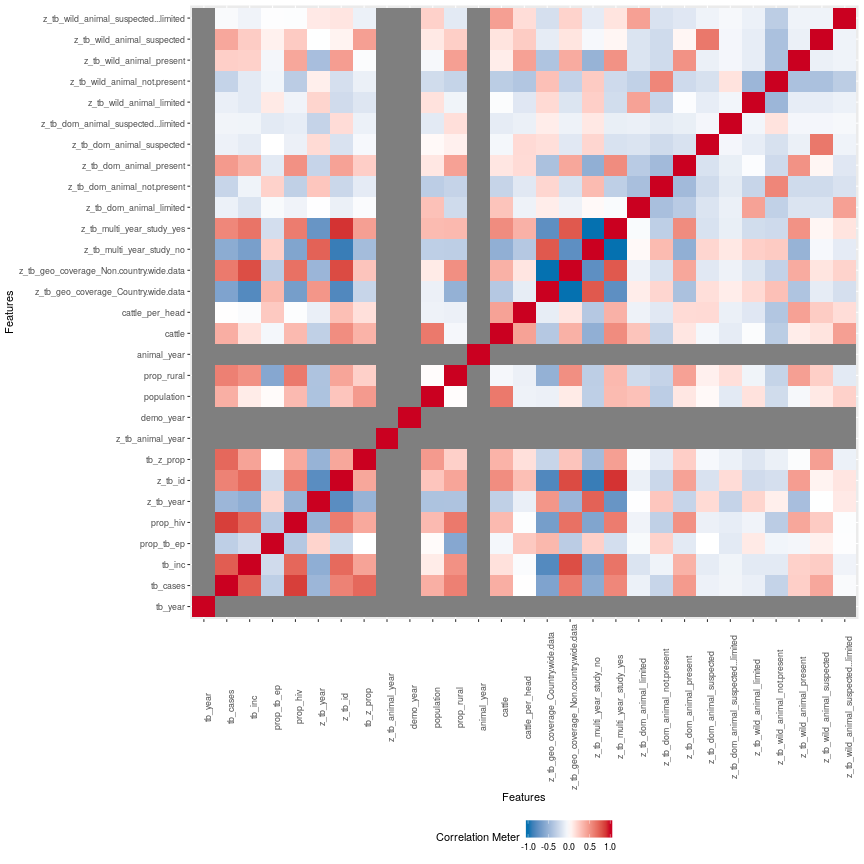 z_tb_wild_animal_suspected...limited
z_tb_wild_animal_suspected
z_tb_wild_animal_present
z_tb_wild_animal_not.present
z_tb_wild_animal_limited
z_tb_dom_animal_suspected...limited
z_tb_dom_animal_suspected
z_tb_dom_animal_present
z_tb_dom_animal_not.present
z_tb_dom_animal_limited
z_tb_multi_year_study_yes
z_tb_multi_year_study_no
z_tb_geo_coverage_Non.country.wide.data
z_tb_geo_coverage_Country.wide.data
cattle_per_head
cattle
animal_year
prop_rural
population
demo_year
z_tb_animal_year
tb_z_prop
z_tb_id
z_tb_year
prop_hiv
prop_tb_ep
tb_inc
tb_cases
tb_year
Features
tb_year
tb_cases
tb_inc
prop_tb_ep
prop_hiv
z_tb_year
z_tb_id
tb_z_prop
z_tb_animal_year
demo_year
population
prop_rural
animal_year
cattle
cattle_per_head
z_tb_geo_coverage_Country.wide.data
z_tb_geo_coverage_Non.country.wide.data
z_tb_multi_year_study_no
z_tb_multi_year_study_yes
z_tb_dom_animal_limited
z_tb_dom_animal_not.present
z_tb_dom_animal_present
z_tb_dom_animal_suspected
z_tb_dom_animal_suspected...limited
z_tb_wild_animal_limited
z_tb_wild_animal_not.present
z_tb_wild_animal_present
z_tb_wild_animal_suspected
z_tb_wild_animal_suspected...limited
Features
Correlation Meter
-1.0 -0.5 0.0 0.5 1.0